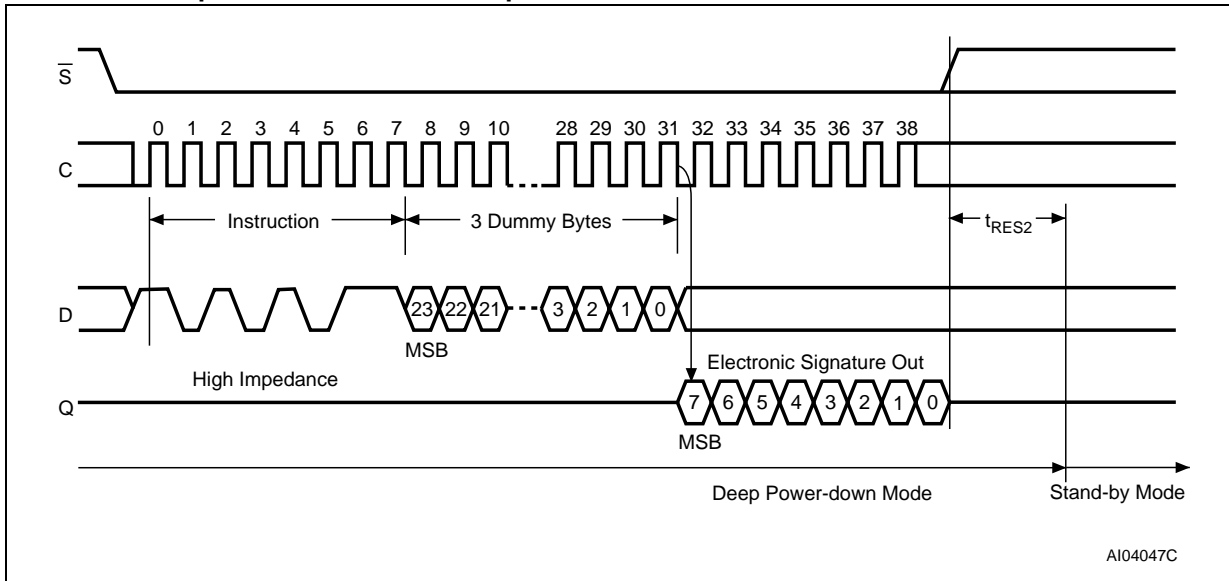 S
0 1 2 3 4 5 6 7 8 9 10 28 29 30 31 32 33 34 35 36 37 38
C
Instruction 3 Dummy Bytes tRES2
D
23 22 21 3 2 1 0
MSB
High Impedance Electronic Signature Out
Q
7 6 5 4 3 2 1 0
MSB
Deep Power-down Mode Stand-by Mode
AI04047C